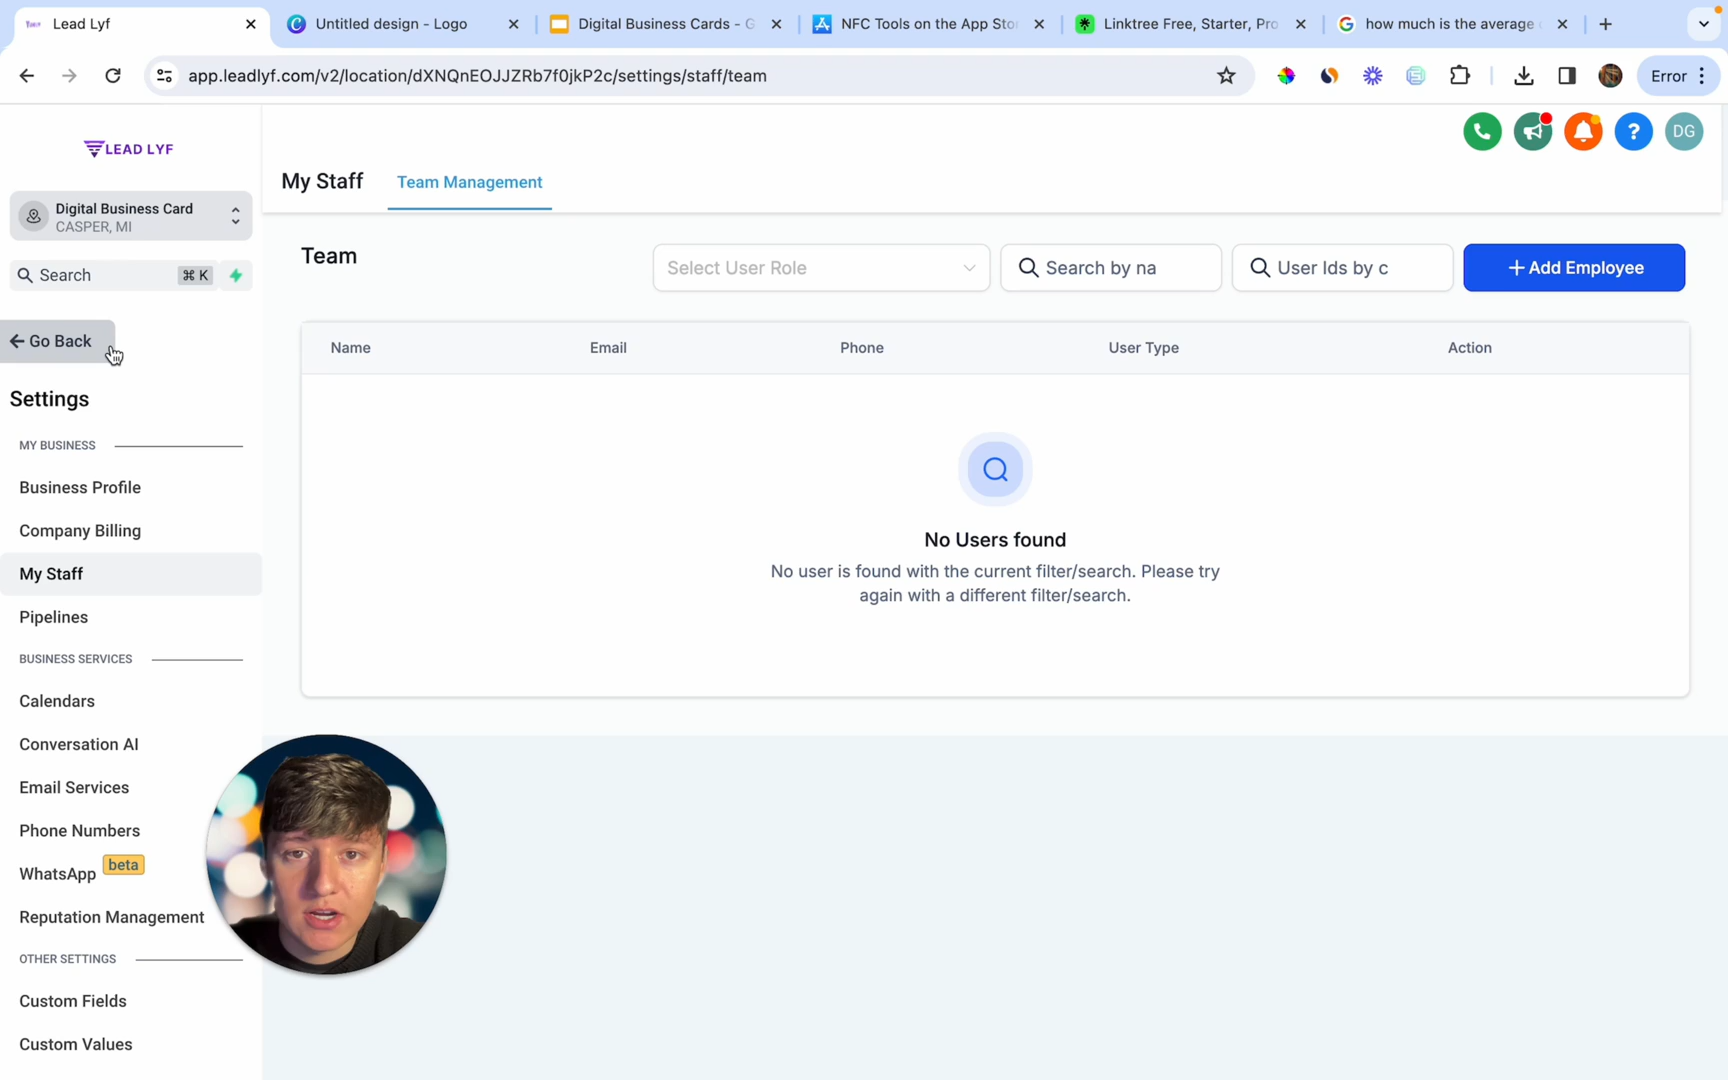 Lead Lyf
Untitled design - Logo
Digital Business Cards - G
NFC Tools on the App Stor
Linktree Free, Starter, Pro
how much is the average
app.leadlyf.com/v2/location/dXNQnEOJJZRb7f0jkP2c/settings/staff/team
Error
LEAD LYF
DG
My Staff
Team Management
Digital Business Card
CASPER, MI
Search
⌘ K
Team
Select User Role
Search by na
User Ids by c
+ Add Employee
Go Back
Name
Email
Phone
User Type
Action
Settings
MY BUSINESS
Business Profile
Company Billing
My Staff
Pipelines
No Users found
No user is found with the current filter/search. Please try
again with a different filter/search.
BUSINESS SERVICES
Calendars
Conversation AI
Email Services
Phone Numbers
WhatsApp beta
Reputation Management
OTHER SETTINGS
Custom Fields
Custom Values